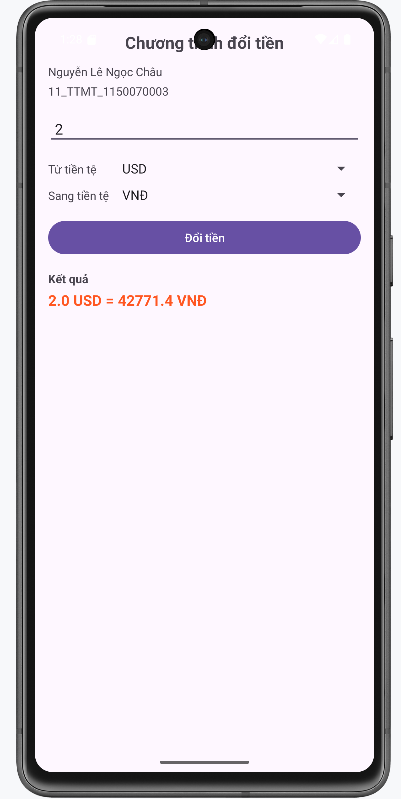 Chương trình đổi tiền
Nguyễn Lê Ngọc Châu
11_TTMT_1150070003
2
Từ tiền tệ USD
Sang tiền tệ VNĐ
Đổi tiền
Kết quả
2.0 USD = 42771.4 VNĐ